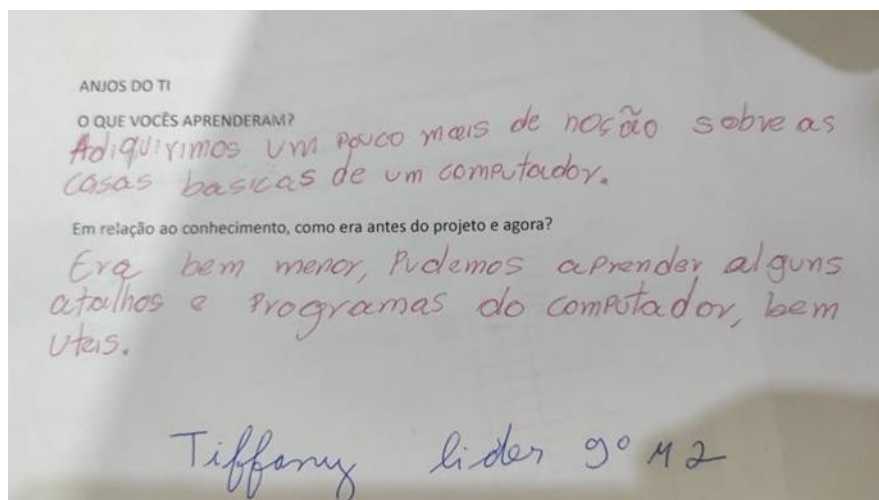 ANJOS DO TI
O QUE VOCÊS APRENDERAM?
Adiquirimos um pouco mais de noção sobre as
casas basicas de um computador.
Em relação ao conhecimento, como era antes do projeto e agora?
Era bem menor, Pudemos aprender alguns
atalhos e Programas do computador, bem
uteis.
Tiffany lider 9º M2